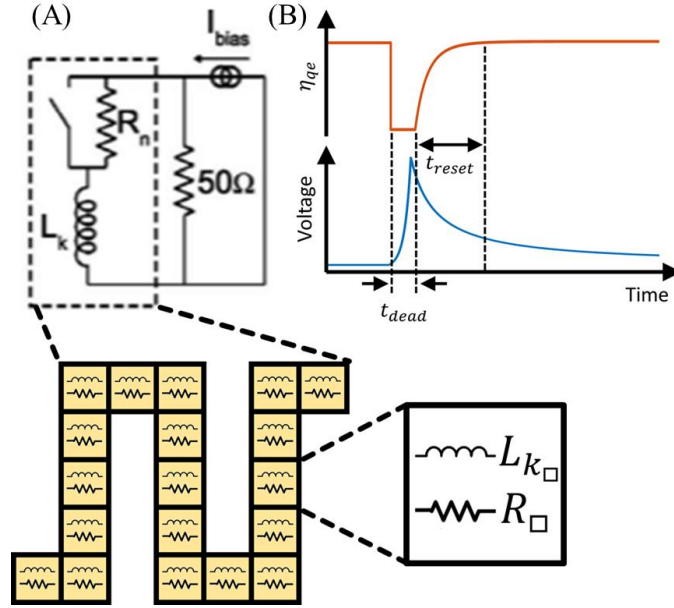 (A)
I_bias
R_n
50Ω
L_k
(B)
η_qe
t_reset
Voltage
Time
t_dead
L_k□
R□